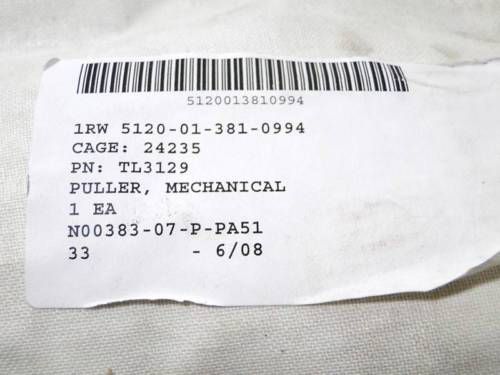 5120013810994
1RW 5120-01-381-0994
CAGE: 24235
PN: TL3129
PULLER, MECHANICAL
1 EA
N00383-07-P-PA51
33 - 6/08